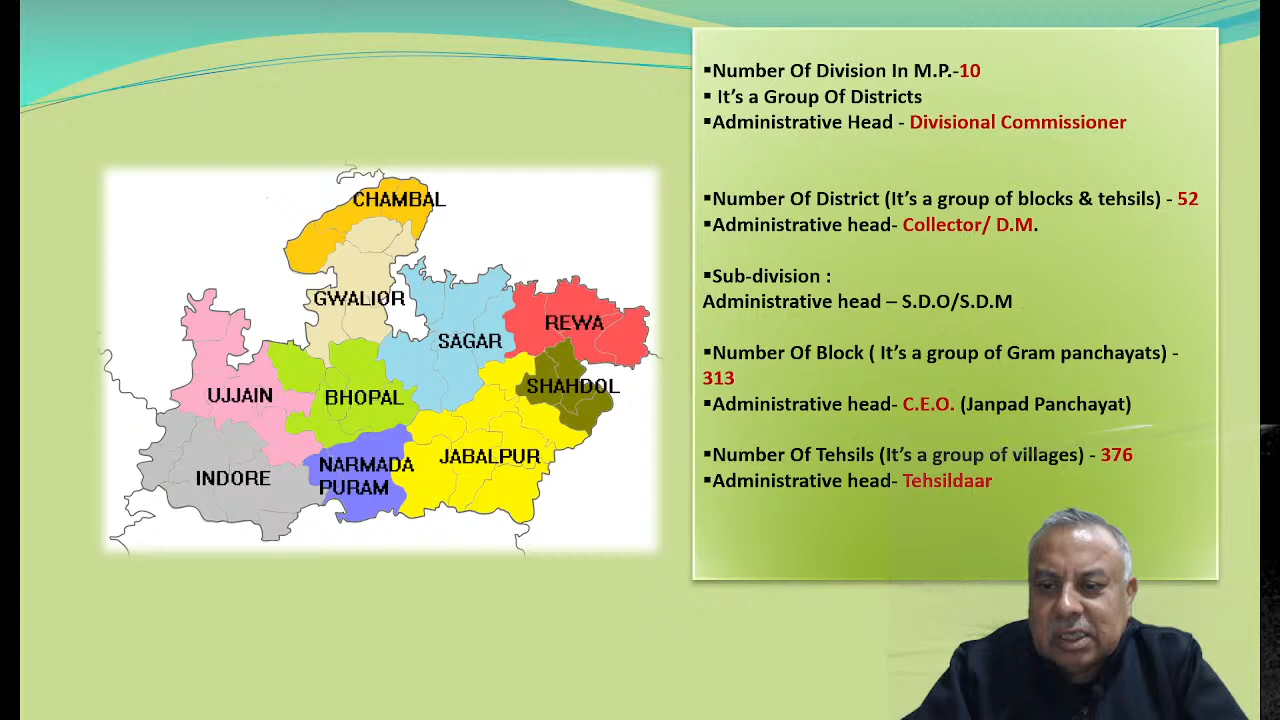 ▪Number Of Division In M.P.-10
▪ It’s a Group Of Districts
▪Administrative Head - Divisional Commissioner
▪Number Of District (It’s a group of blocks & tehsils) - 52
▪Administrative head- Collector/ D.M.
▪Sub-division :
Administrative head – S.D.O/S.D.M
▪Number Of Block ( It’s a group of Gram panchayats) -
313
▪Administrative head- C.E.O. (Janpad Panchayat)
▪Number Of Tehsils (It’s a group of villages) - 376
▪Administrative head- Tehsildaar
CHAMBAL
GWALIOR
SAGAR
REWA
SHAHDOL
UJJAIN
BHOPAL
INDORE
NARMADA
PURAM
JABALPUR